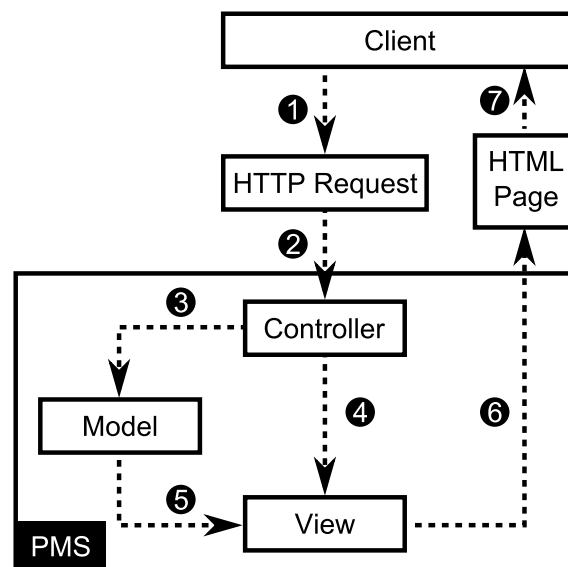 Client
1
7
HTTP Request
HTML
Page
2
3
Controller
4
6
Model
5
View
PMS